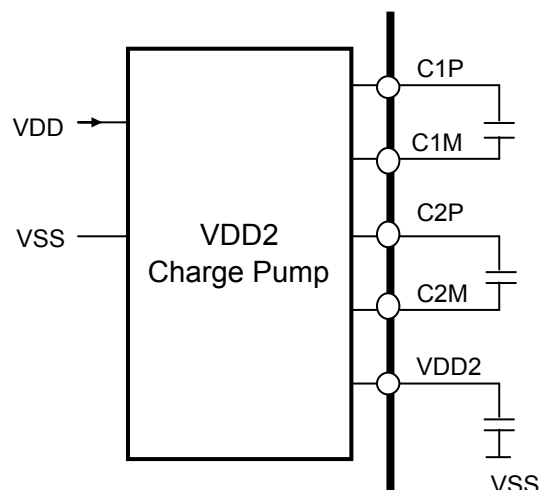 C1P
VDD
C1M
C2P
VSS
VDD2
Charge Pump
C2M
VDD2
VSS